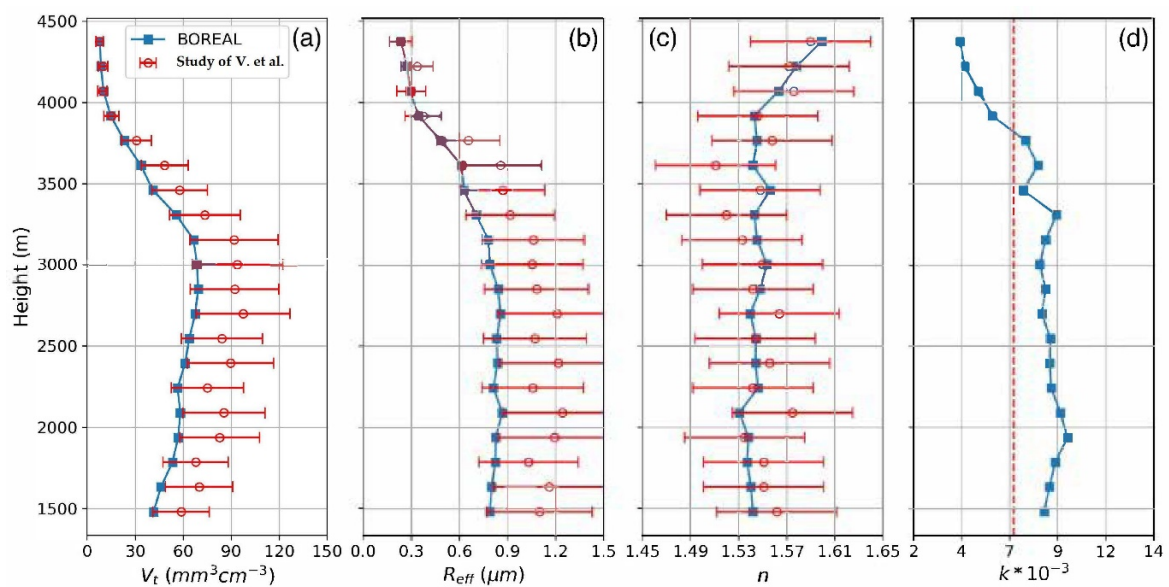 4500
4000
3500
3000
2500
2000
1500
Height (m)
(a)
BOREAL
Study of V. et al.
(b)
(c)
(d)
0 30 60 90 120 150
V_t (mm³cm⁻³)
0.0 0.3 0.6 0.9 1.2 1.5
R_eff (μm)
1.45 1.49 1.53 1.57 1.61 1.65
n
2 4 7 9 12 14
k * 10⁻³